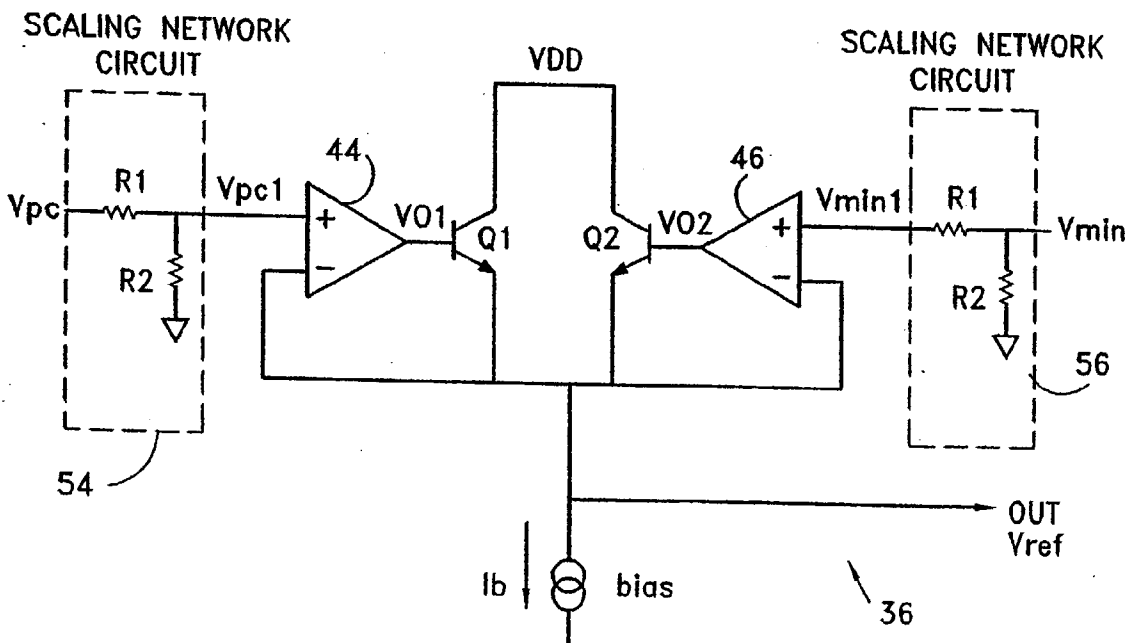 SCALING NETWORK
CIRCUIT
VDD
SCALING NETWORK
CIRCUIT
44
46
R1
Vpc
Vpc1
+
VO1
Q1
Q2
VO2
+
Vmin1
R1
Vmin
R2
−
−
R2
54
56
OUT
Vref
Ib
bias
36